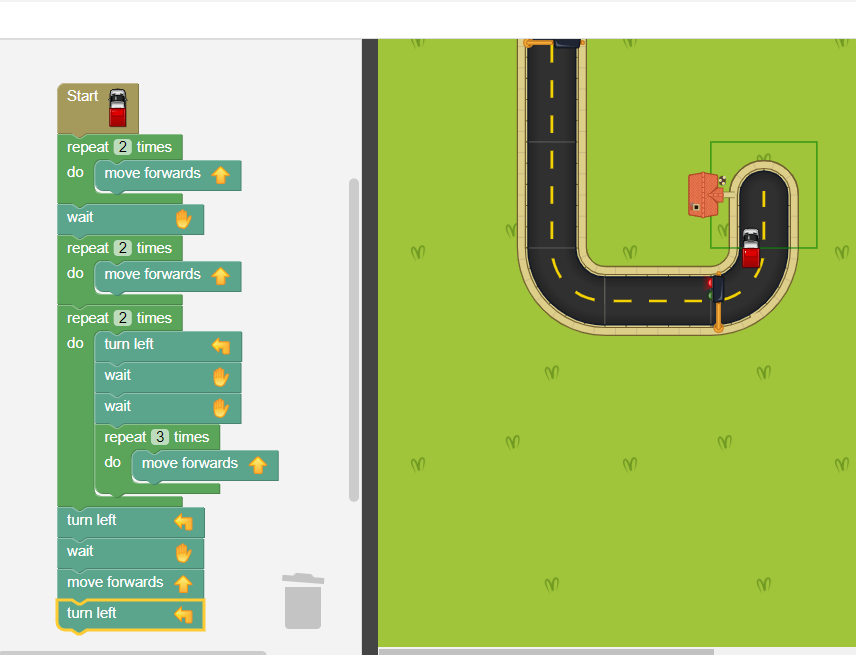 Start
repeat 2 times
do move forwards
wait
repeat 2 times
do move forwards
repeat 2 times
do turn left
wait
wait
repeat 3 times
do move forwards
turn left
wait
move forwards
turn left